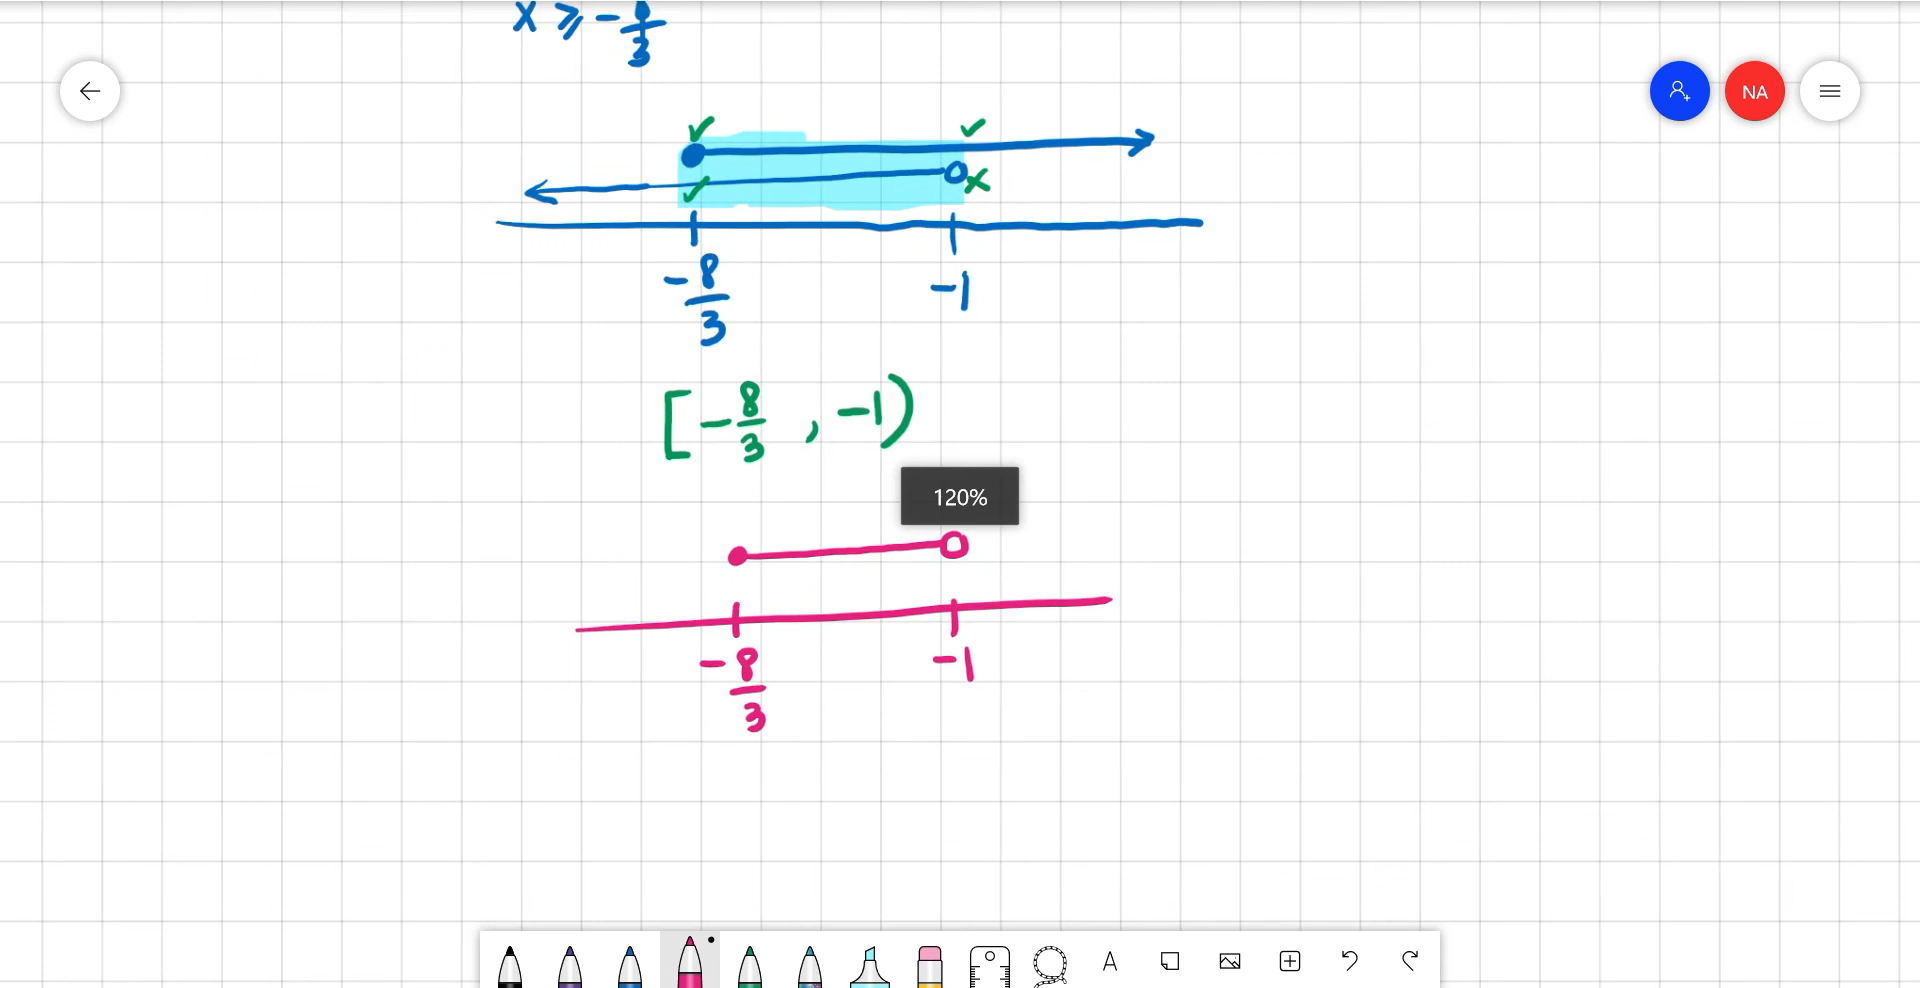 x ⩾ -8/3
NA
✓ ✓
✓ x
-8/3 -1
[-8/3 , -1)
120%
-8/3 -1
A